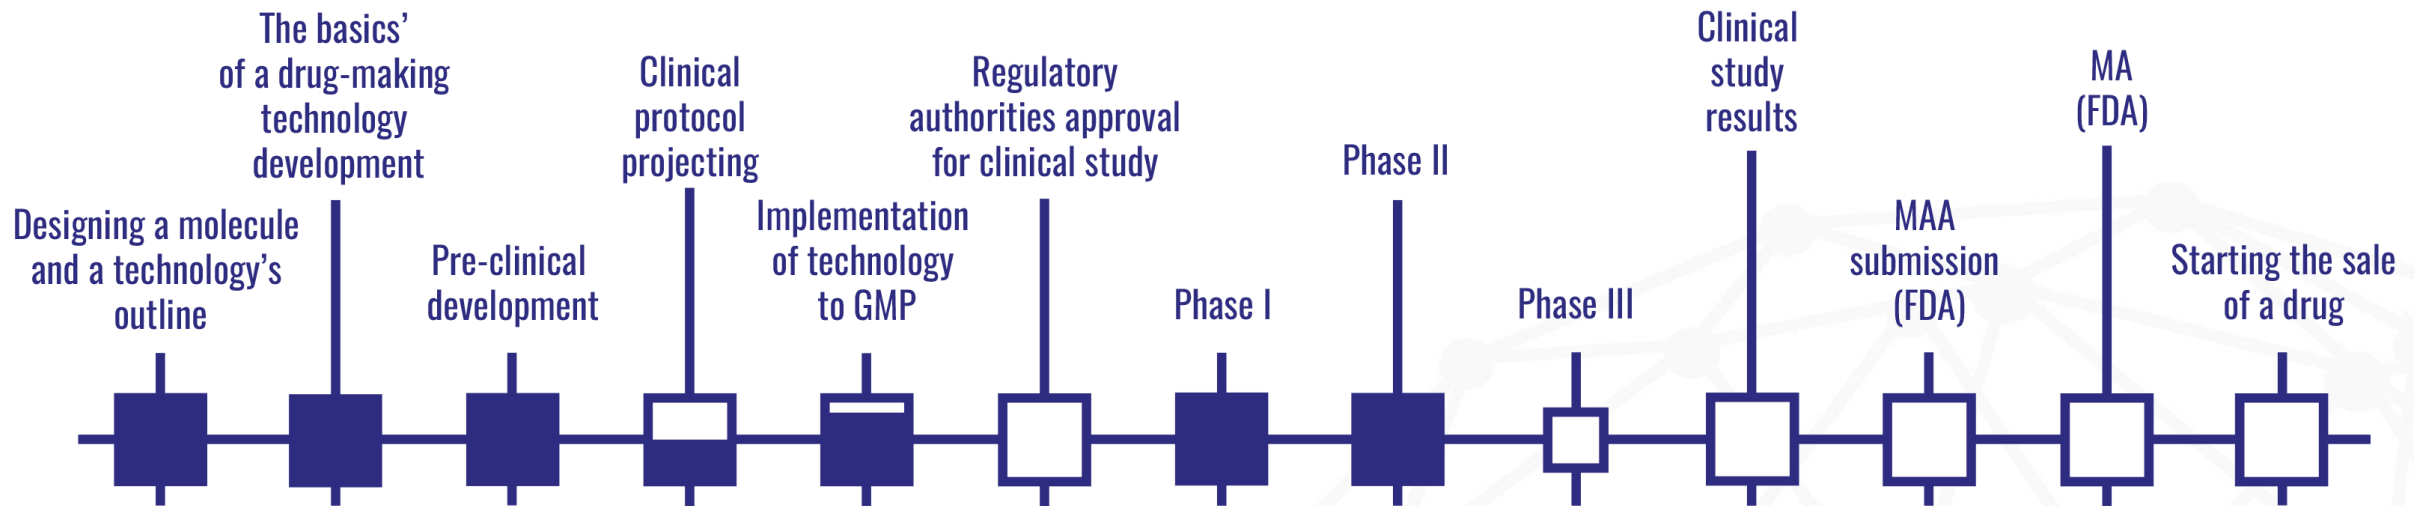 Designing a molecule
and a technology’s
outline
The basics’
of a drug-making
technology
development
Pre-clinical
development
Clinical
protocol
projecting
Implementation
of technology
to GMP
Regulatory
authorities approval
for clinical study
Phase I
Phase II
Phase III
Clinical
study
results
MAA
submission
(FDA)
MA
(FDA)
Starting the sale
of a drug